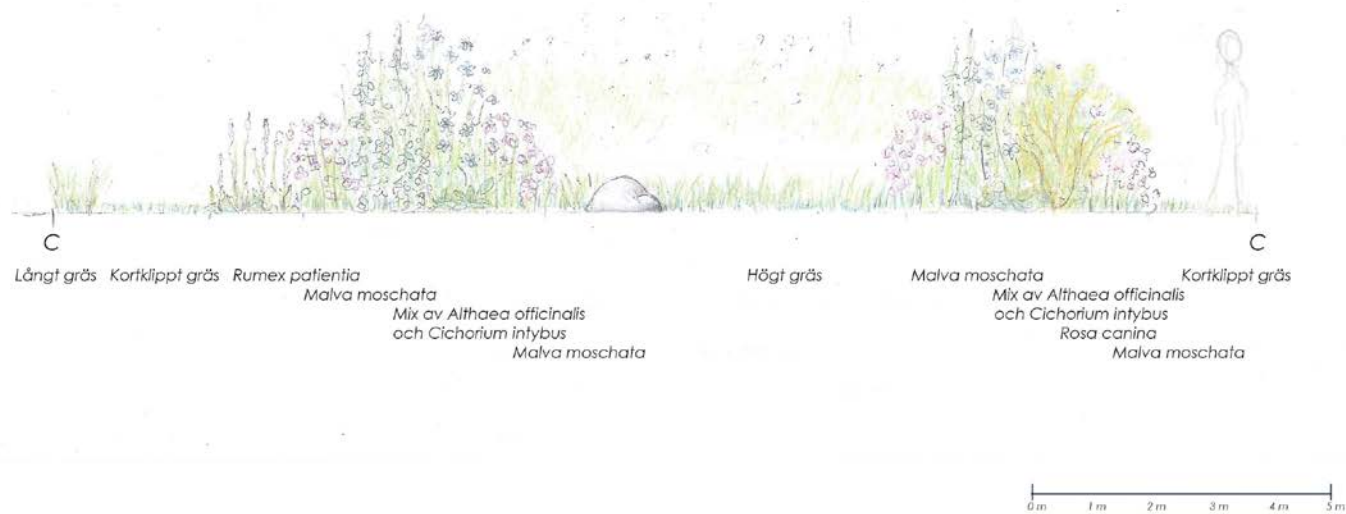 C C
Långt gräs Kortklippt gräs Rumex patientia Högt gräs Malva moschata Kortklippt gräs
Malva moschata Mix av Althaea officinalis
Mix av Althaea officinalis och Cichorium intybus
och Cichorium intybus Rosa canina
Malva moschata Malva moschata
0 m 1 m 2 m 3 m 4 m 5 m